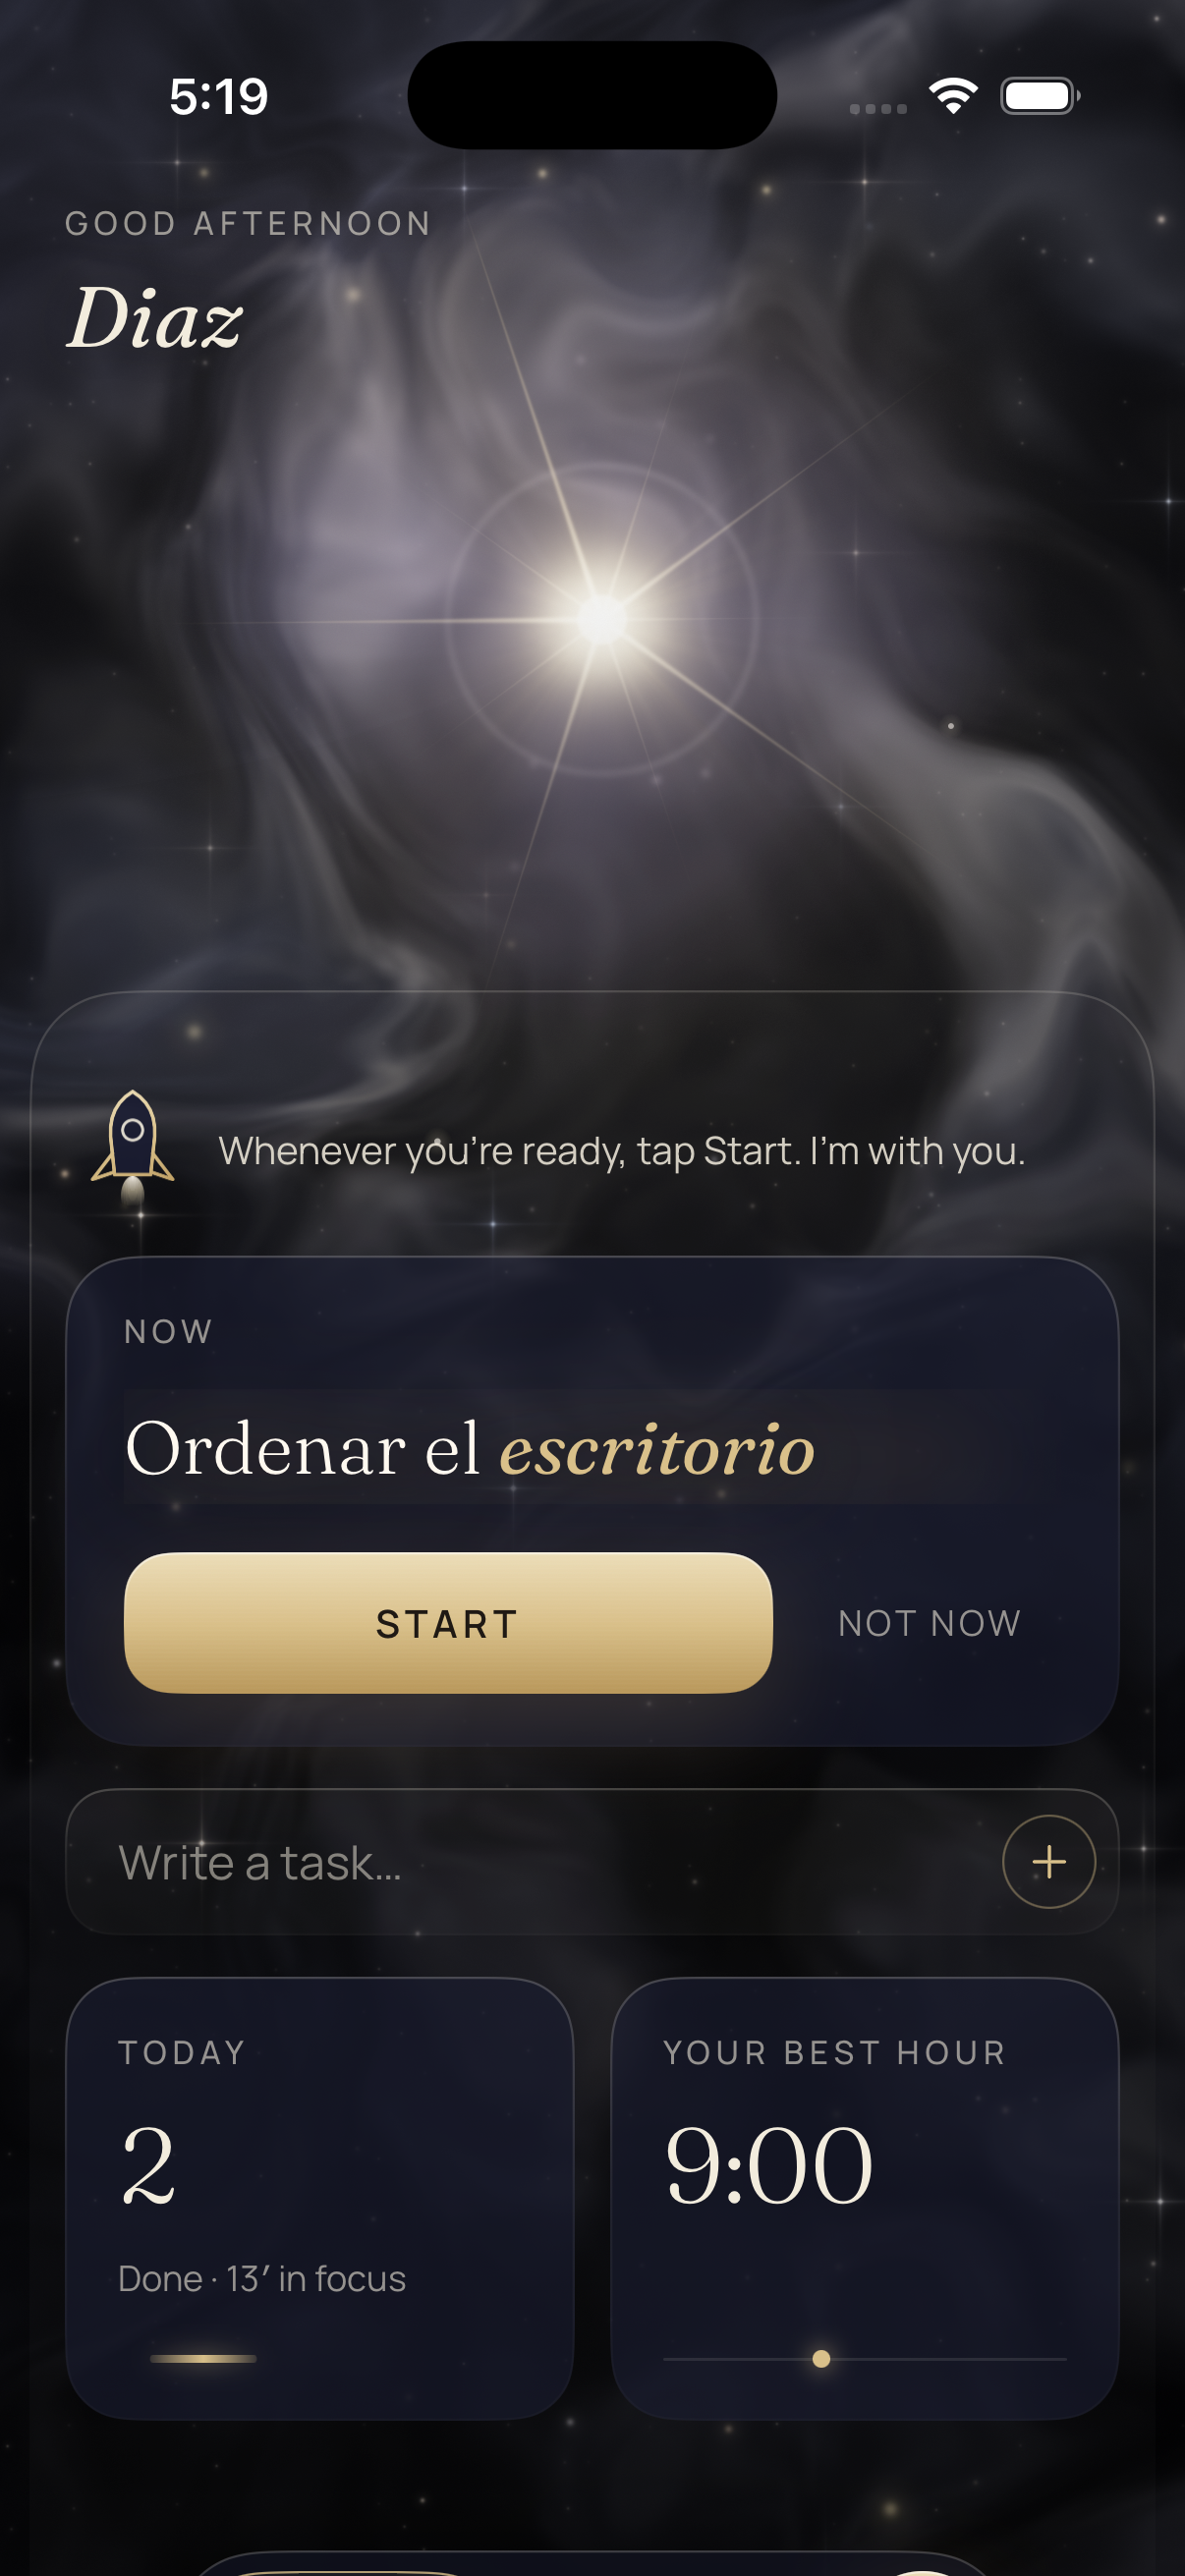 5:19
GOOD AFTERNOON
Diaz
Whenever you're ready, tap Start. I'm with you.
NOW
Ordenar el escritorio
START
NOT NOW
Write a task...
TODAY
2
Done · 13′ in focus
YOUR BEST HOUR
9:00